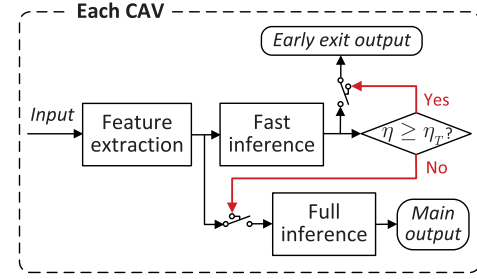 Each CAV
Early exit output
Input
Feature
extraction
Fast
inference
Yes
η ≥ η_T?
No
Full
inference
Main
output